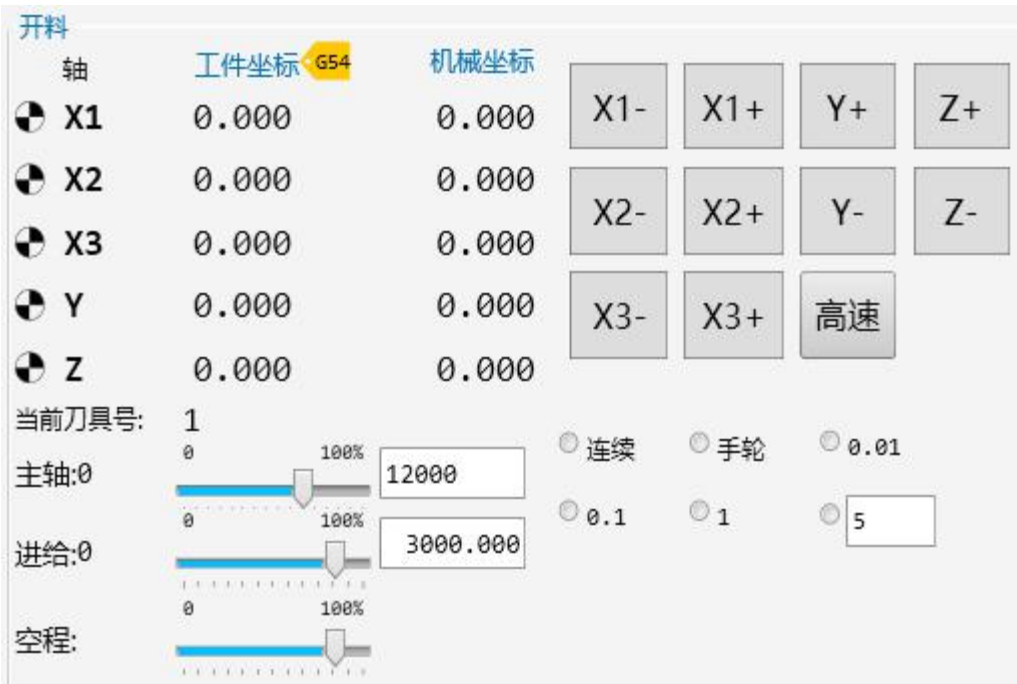 开料
轴 工件坐标 G54 机械坐标
X1 0.000 0.000 X1- X1+ Y+ Z+
X2 0.000 0.000 X2- X2+ Y- Z-
X3 0.000 0.000
Y 0.000 0.000 X3- X3+ 高速
Z 0.000 0.000
当前刀具号: 1
0 100%
主轴:0 12000 连续 手轮 0.01
0 100%
进给:0 3000.000 0.1 1 5
0 100%
空程: